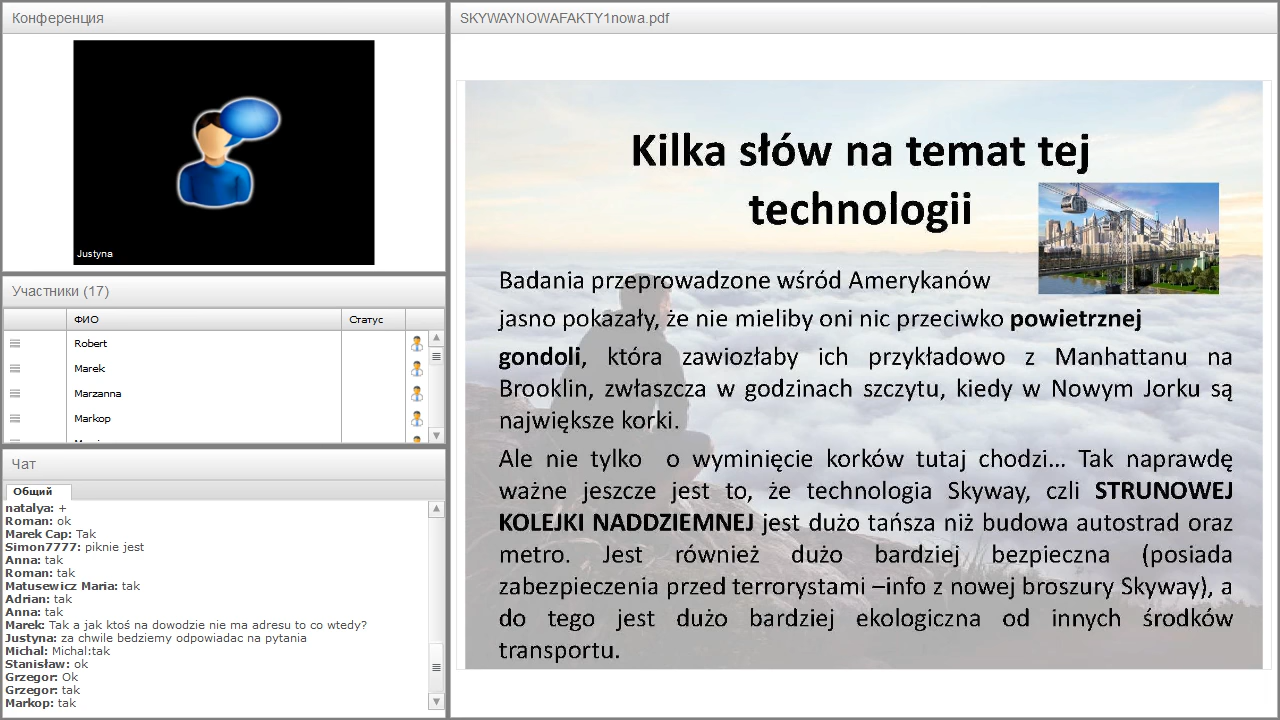 Конференция
Justyna
Участники (17)
ФИО
Статус
Robert
Marek
Marzanna
Markop
Чат
Общий
natalya: +
Roman: ok
Marek Cap: Tak
Simon7777: piknie jest
Anna: tak
Roman: tak
Matusewicz Maria: tak
Adrian: tak
Anna: tak
Marek: Tak a jak ktoś na dowodzie nie ma adresu to co wtedy?
Justyna: za chwile bedziemy odpowiadac na pytania
Michal: Michal:tak
Stanisław: ok
Grzegor: Ok
Grzegor: tak
Markop: tak
SKYWAYNOWAFAKTY1nowa.pdf
Kilka słów na temat tej
technologii
Badania przeprowadzone wśród Amerykanów
jasno pokazały, że nie mieliby oni nic przeciwko powietrznej
gondoli, która zawiozłaby ich przykładowo z Manhattanu na
Brooklin, zwłaszcza w godzinach szczytu, kiedy w Nowym Jorku są
największe korki.
Ale nie tylko o wyminięcie korków tutaj chodzi... Tak naprawdę
ważne jeszcze jest to, że technologia Skyway, czli STRUNOWEJ
KOLEJKI NADDZIEMNEJ jest dużo tańsza niż budowa autostrad oraz
metro. Jest również dużo bardziej bezpieczna (posiada
zabezpieczenia przed terrorystami –info z nowej broszury Skyway), a
do tego jest dużo bardziej ekologiczna od innych środków
transportu.